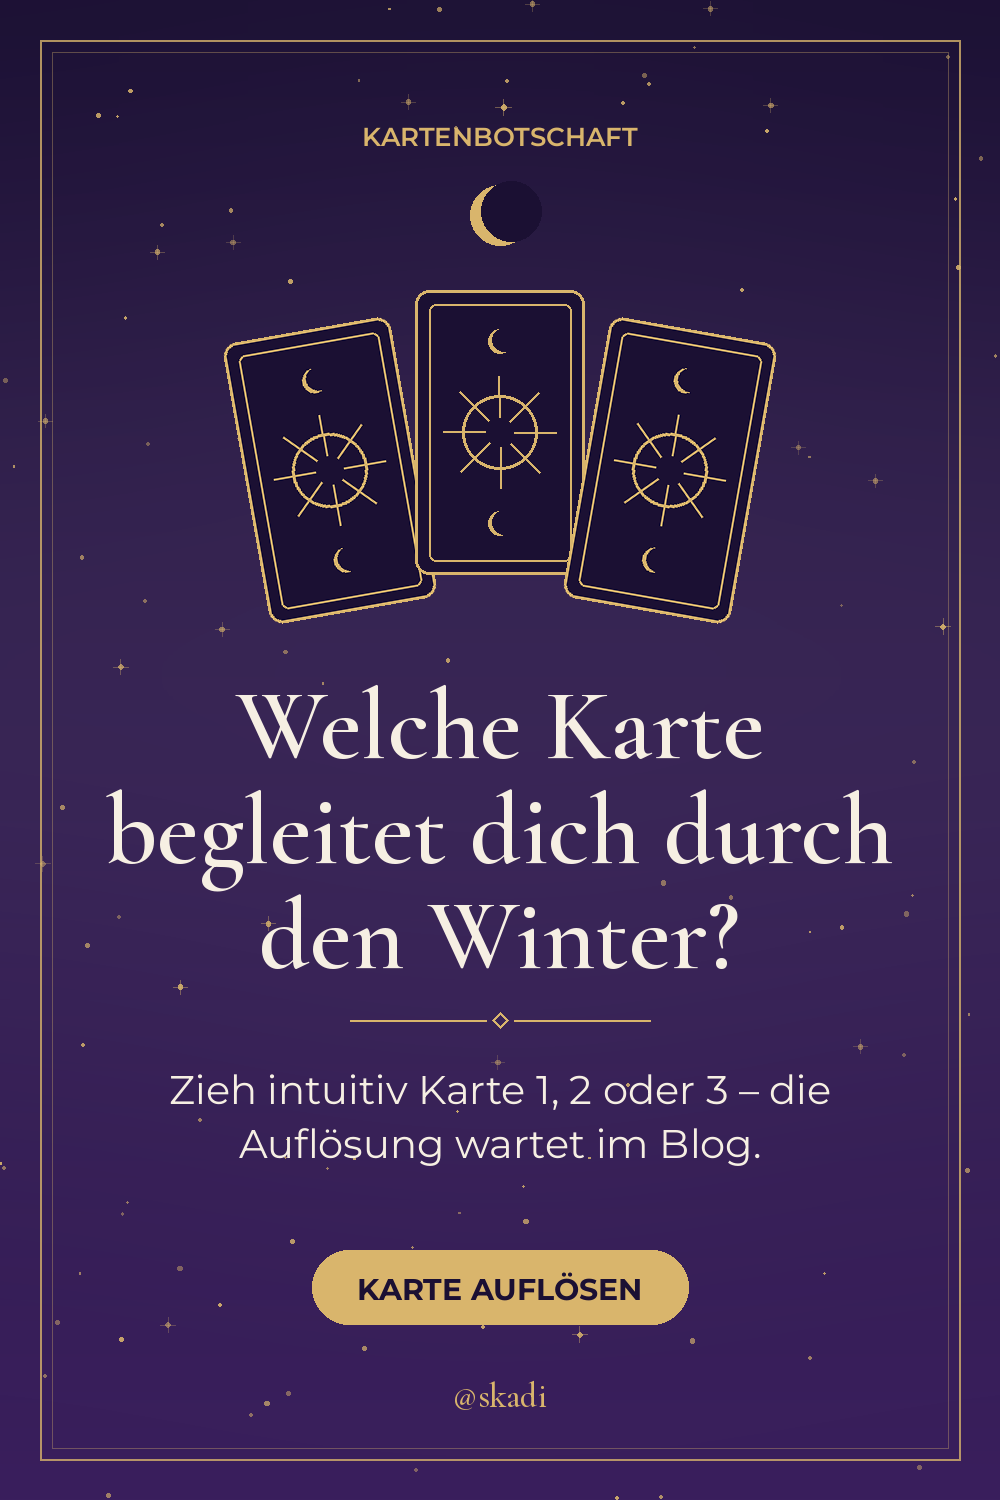 KARTENBOTSCHAFT
Welche Karte
begleitet dich durch
den Winter?
Zieh intuitiv Karte 1, 2 oder 3 – die
Auflösung wartet im Blog.
KARTE AUFLÖSEN
@skadi